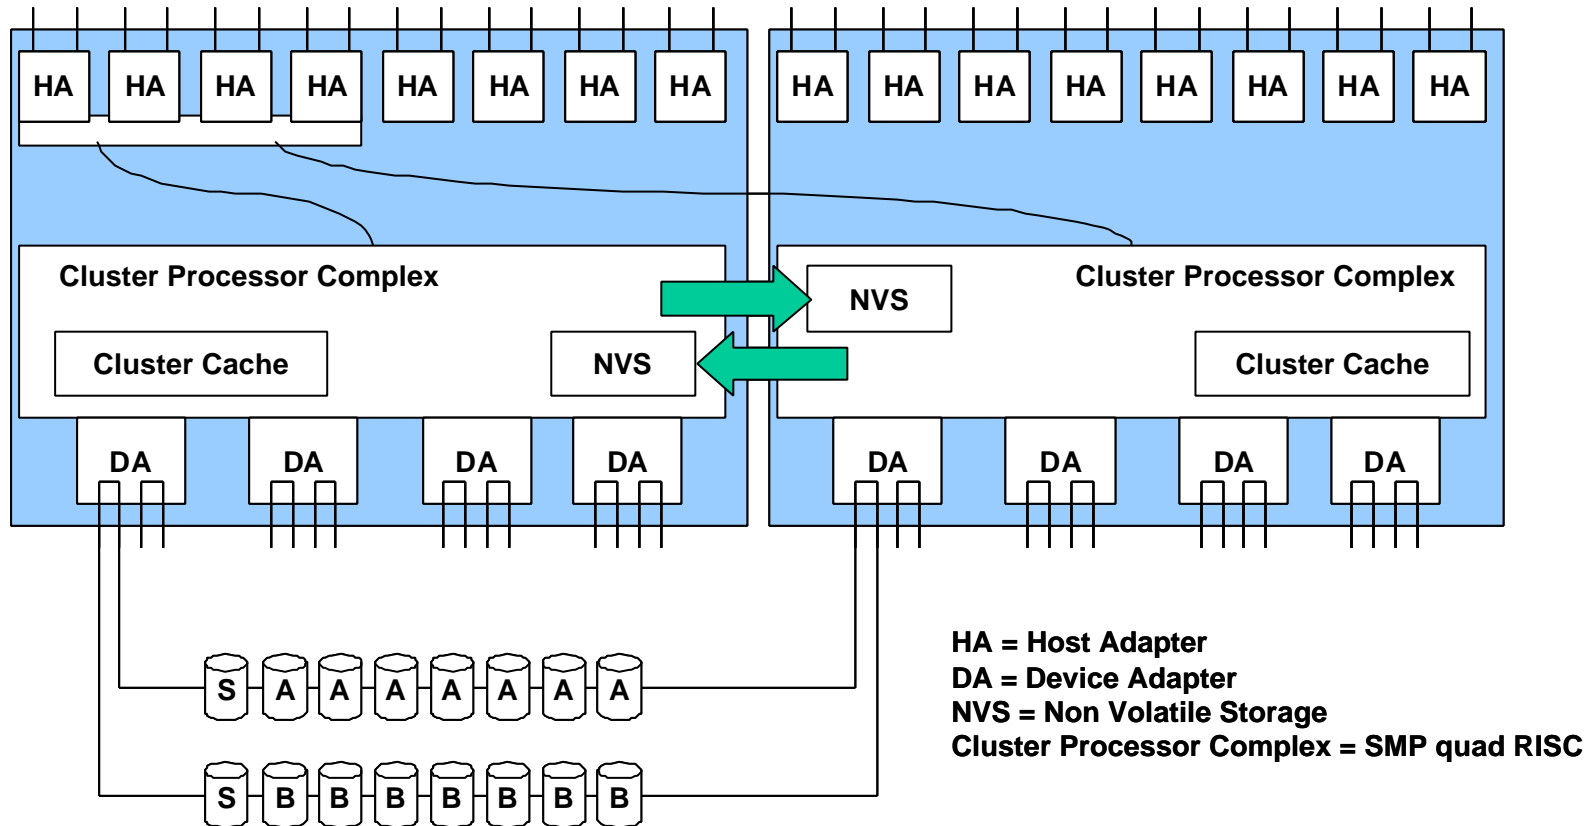 HA HA HA HA HA HA HA HA HA HA HA HA HA HA HA HA
Cluster Processor Complex
Cluster Processor Complex
NVS
Cluster Cache
NVS
Cluster Cache
DA DA DA DA DA DA DA DA
S A A A A A A A
S B B B B B B B
HA = Host Adapter
DA = Device Adapter
NVS = Non Volatile Storage
Cluster Processor Complex = SMP quad RISC